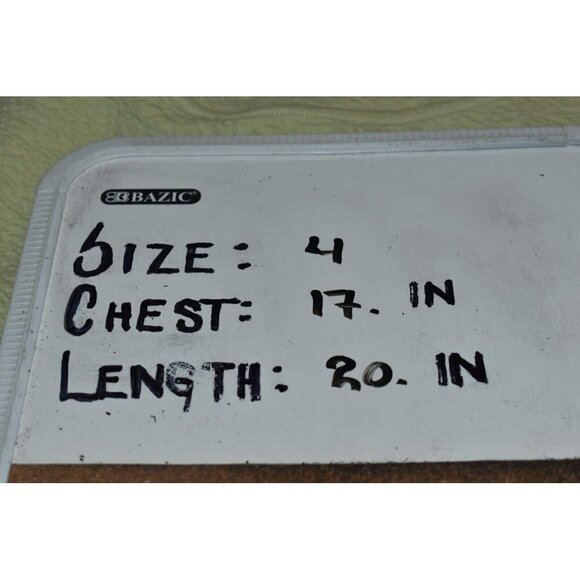 BAZIC
SIZE: 4
CHEST: 17. IN
LENGTH: 20. IN